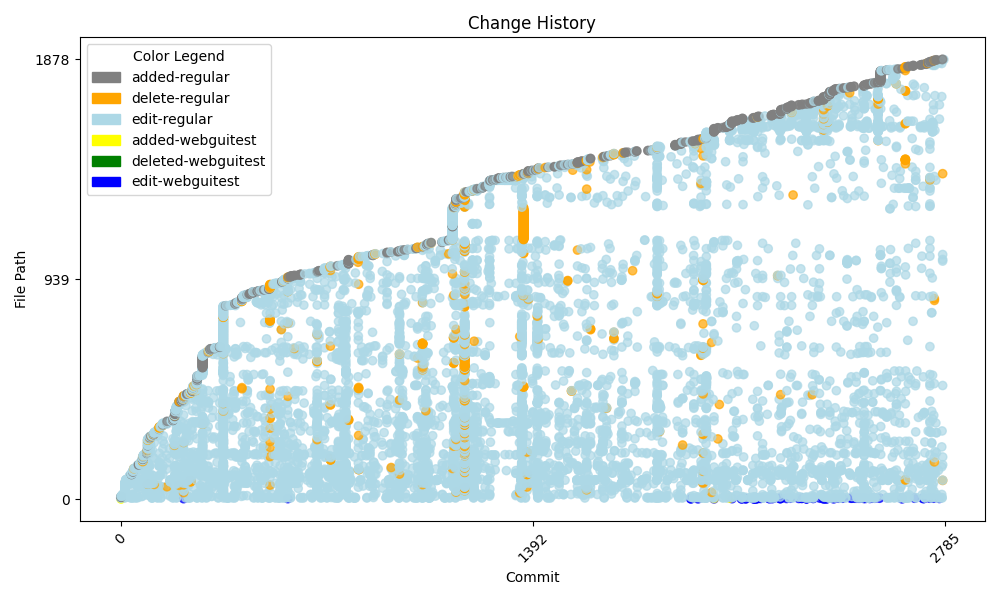 Change History
Color Legend
added-regular
delete-regular
edit-regular
added-webguitest
deleted-webguitest
edit-webguitest
1878
939
0
File Path
0
1392
2785
Commit